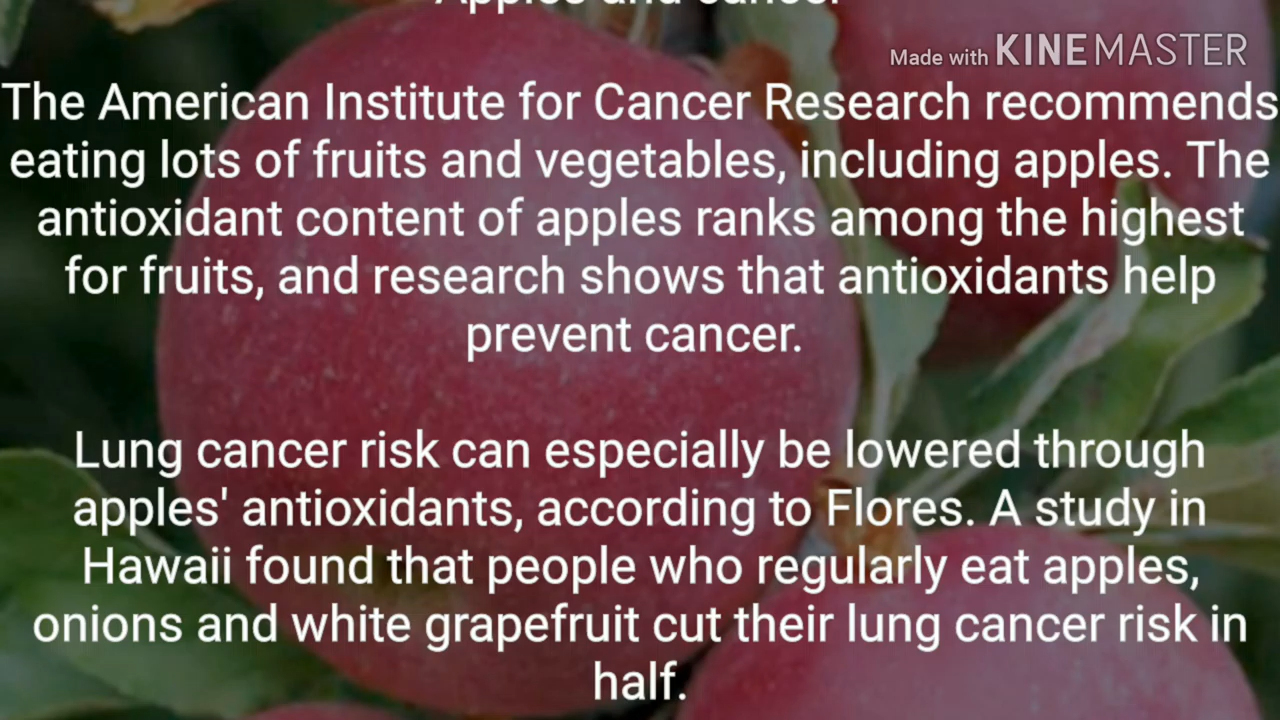 Apples and cancer
Made with KINEMASTER
The American Institute for Cancer Research recommends
eating lots of fruits and vegetables, including apples. The
antioxidant content of apples ranks among the highest
for fruits, and research shows that antioxidants help
prevent cancer.
Lung cancer risk can especially be lowered through
apples' antioxidants, according to Flores. A study in
Hawaii found that people who regularly eat apples,
onions and white grapefruit cut their lung cancer risk in
half.